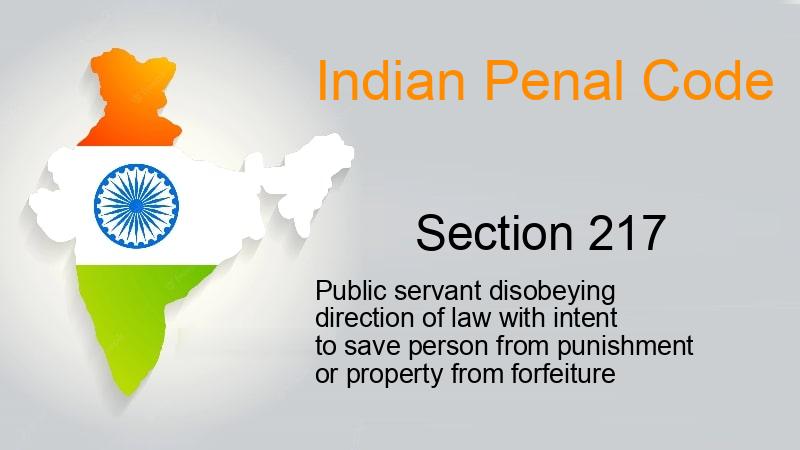 Indian Penal Code
Section 217
Public servant disobeying
direction of law with intent
to save person from punishment
or property from forfeiture